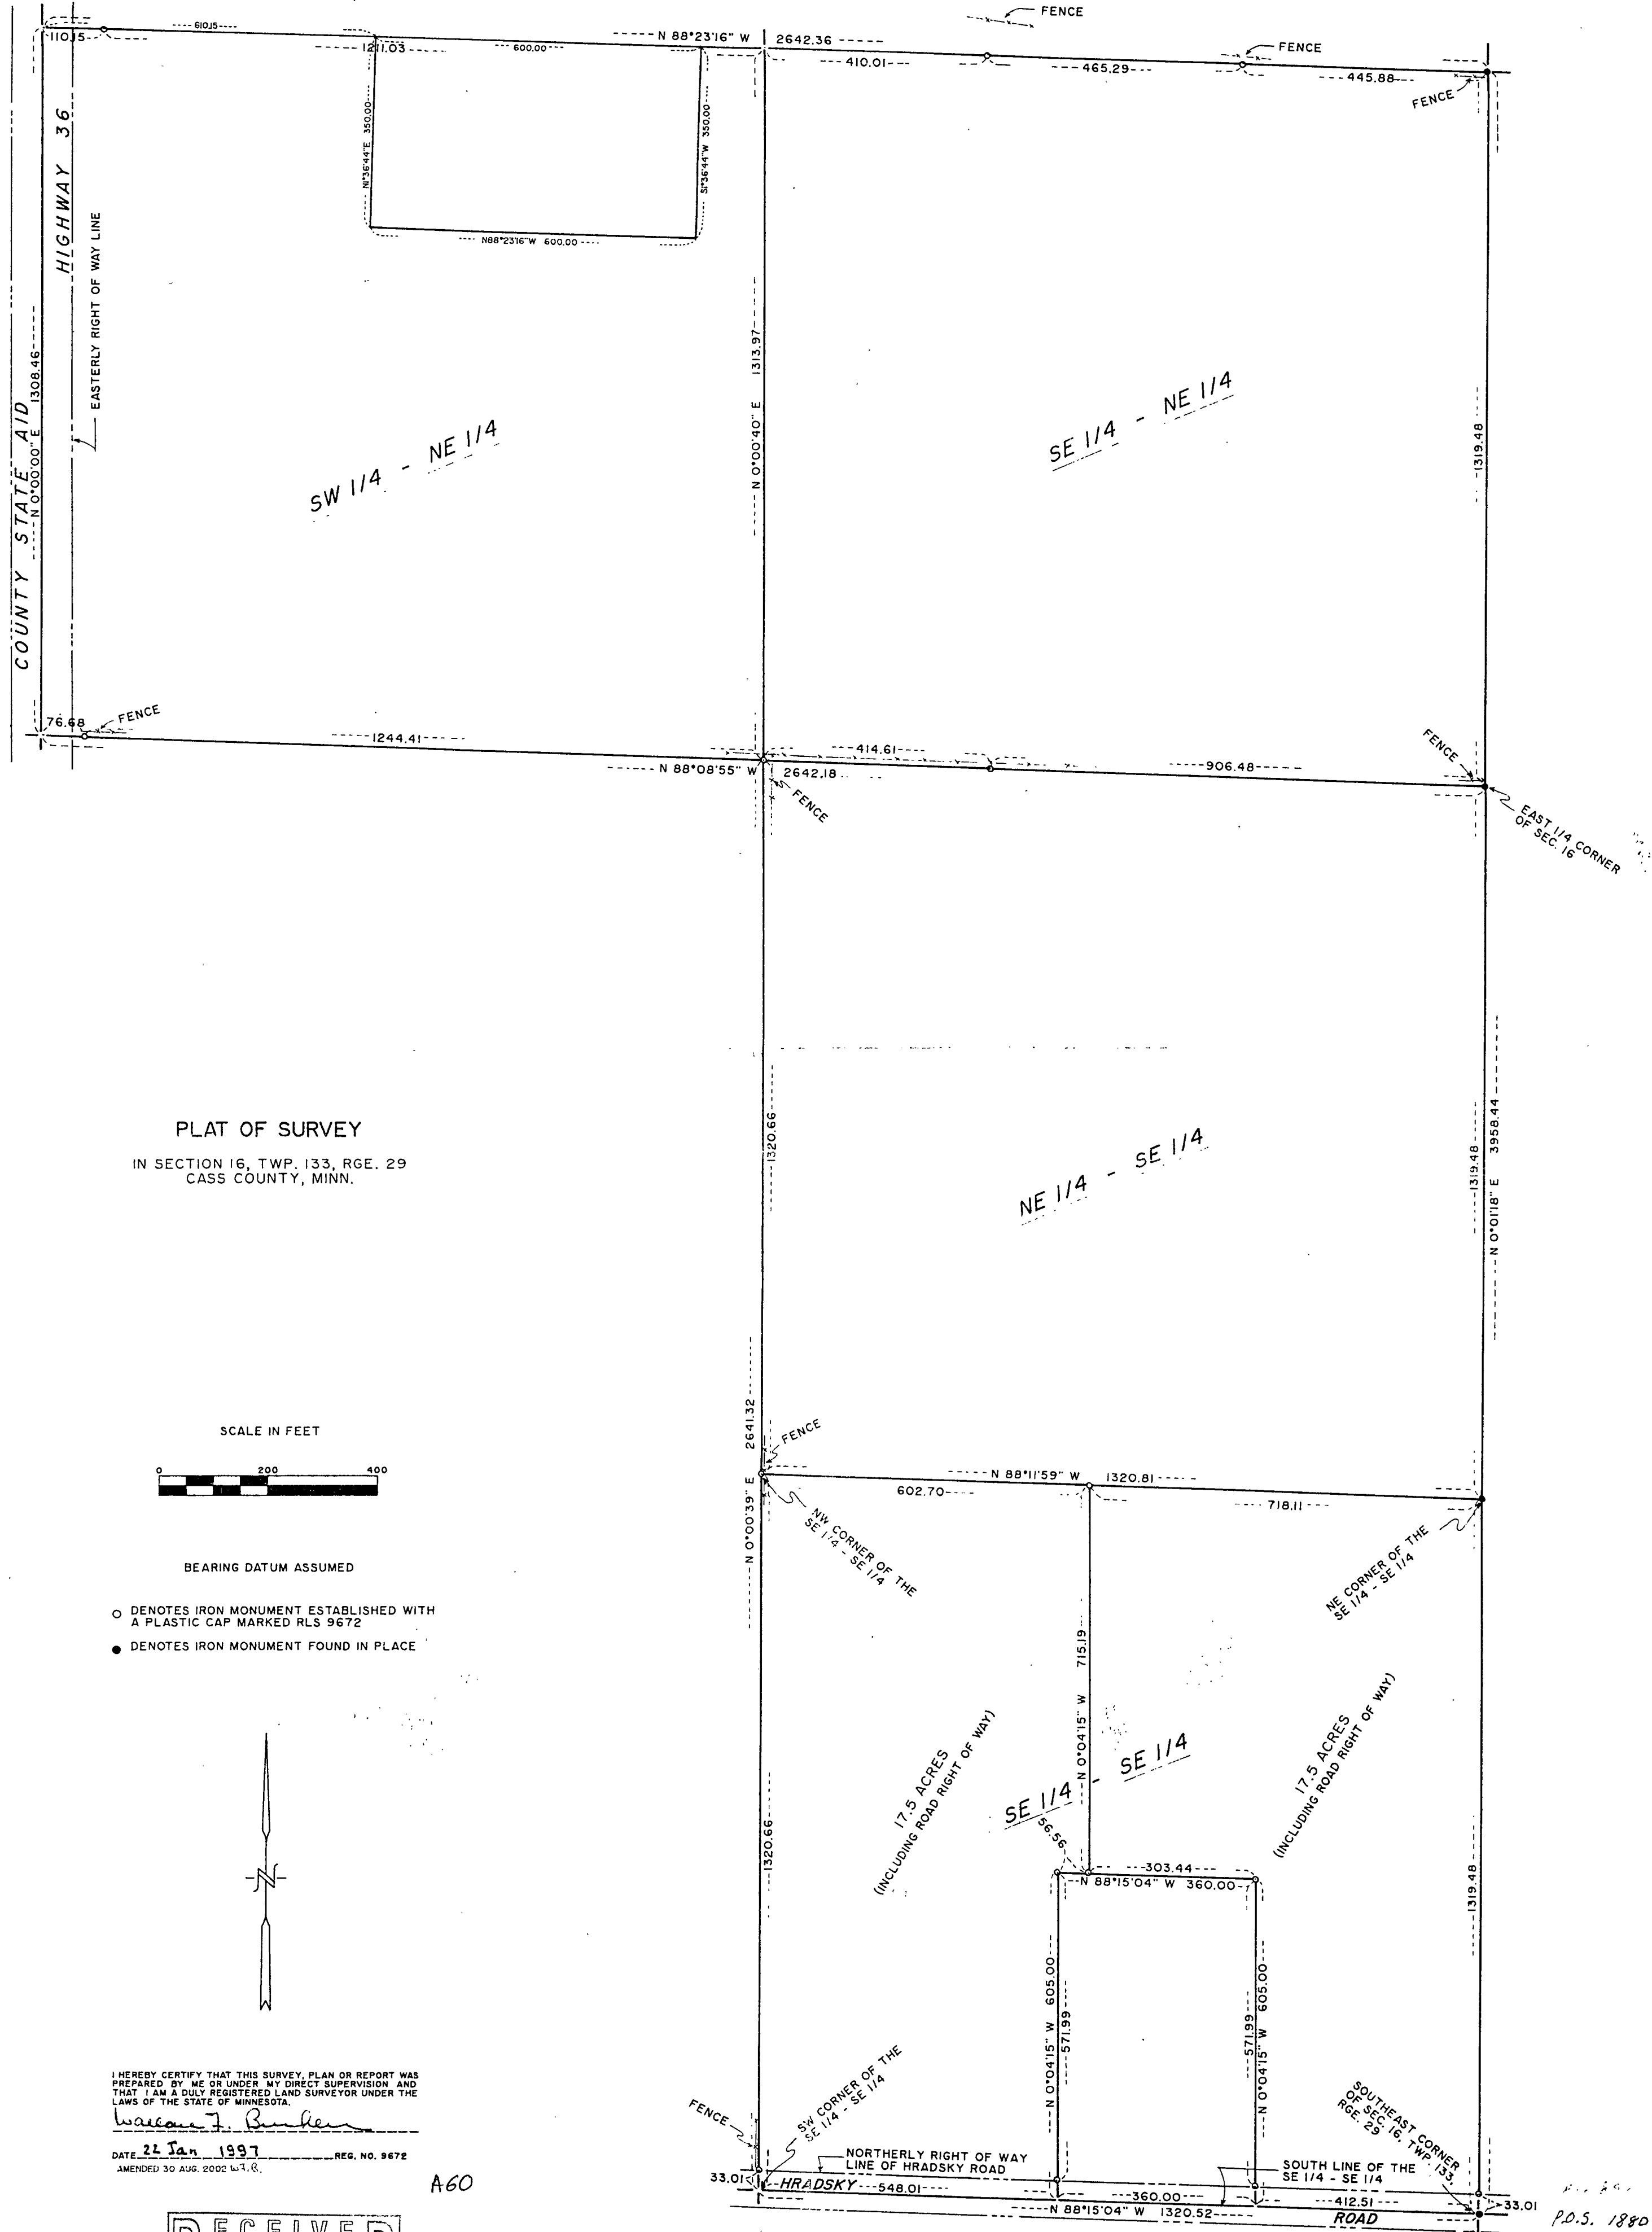 FENCE
110.15
610.15
1211.03
600.00
N 88°23'16" W 2642.36
410.01
465.29
FENCE
445.88
FENCE
HIGHWAY 36
COUNTY STATE AID
N 0°00'00" E 1308.46
EASTERLY RIGHT OF WAY LINE
N1°36'44"E 350.00
S1°36'44"W 350.00
N88°23'16"W 600.00
N 0°00'40" E 1313.97
1319.48
SW 1/4 - NE 1/4
SE 1/4 - NE 1/4
76.68
FENCE
1244.41
414.61
N 88°08'55" W 2642.18
FENCE
906.48
FENCE
EAST 1/4 CORNER
OF SEC. 16
PLAT OF SURVEY
IN SECTION 16, TWP. 133, RGE. 29
CASS COUNTY, MINN.
1320.66
NE 1/4 - SE 1/4
1319.48
N 0°01'18" E 3958.44
SCALE IN FEET
0 200 400
N 0°00'39" E 2641.32
FENCE
N 88°11'59" W 1320.81
602.70
718.11
NW CORNER OF THE
SE 1/4 - SE 1/4
NE CORNER OF THE
SE 1/4 - SE 1/4
BEARING DATUM ASSUMED
DENOTES IRON MONUMENT ESTABLISHED WITH
A PLASTIC CAP MARKED RLS 9672
DENOTES IRON MONUMENT FOUND IN PLACE
N 0°04'15" W 715.19
17.5 ACRES
(INCLUDING ROAD RIGHT OF WAY)
SE 1/4 - SE 1/4
17.5 ACRES
(INCLUDING ROAD RIGHT OF WAY)
1320.66
56.56
303.44
N 88°15'04" W 360.00
1319.48
N
N 0°04'15" W 605.00
571.99
571.99
N 0°04'15" W 605.00
I HEREBY CERTIFY THAT THIS SURVEY, PLAN OR REPORT WAS
PREPARED BY ME OR UNDER MY DIRECT SUPERVISION AND
THAT I AM A DULY REGISTERED LAND SURVEYOR UNDER THE
LAWS OF THE STATE OF MINNESOTA.
DATE 22 Jan 1997 REG. NO. 9672
AMENDED 30 AUG. 2002 W.F.B.
A60
FENCE
SW CORNER OF THE
SE 1/4 - SE 1/4
SOUTHEAST CORNER
OF SEC. 16, TWP. 133,
RGE. 29
NORTHERLY RIGHT OF WAY
LINE OF HRADSKY ROAD
SOUTH LINE OF THE
SE 1/4 - SE 1/4
33.01
HRADSKY 548.01
360.00
412.51
33.01
N 88°15'04" W 1320.52
ROAD
P.O.S. 1880
RECEIVED